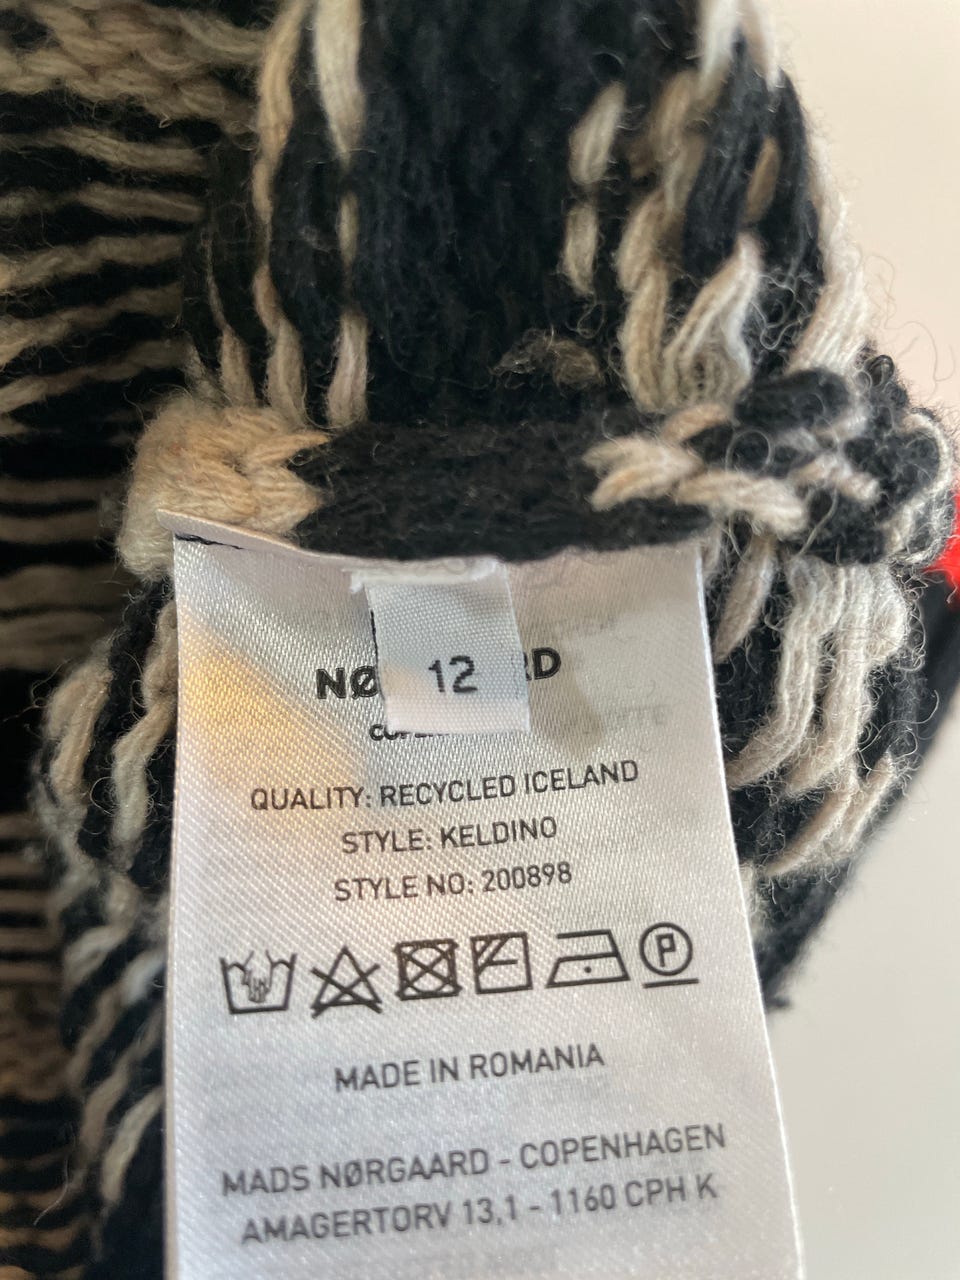 12
QUALITY: RECYCLED ICELAND
STYLE: KELDINO
STYLE NO: 200898
P
MADE IN ROMANIA
MADS NØRGAARD - COPENHAGEN
AMAGERTORV 13,1 - 1160 CPH K